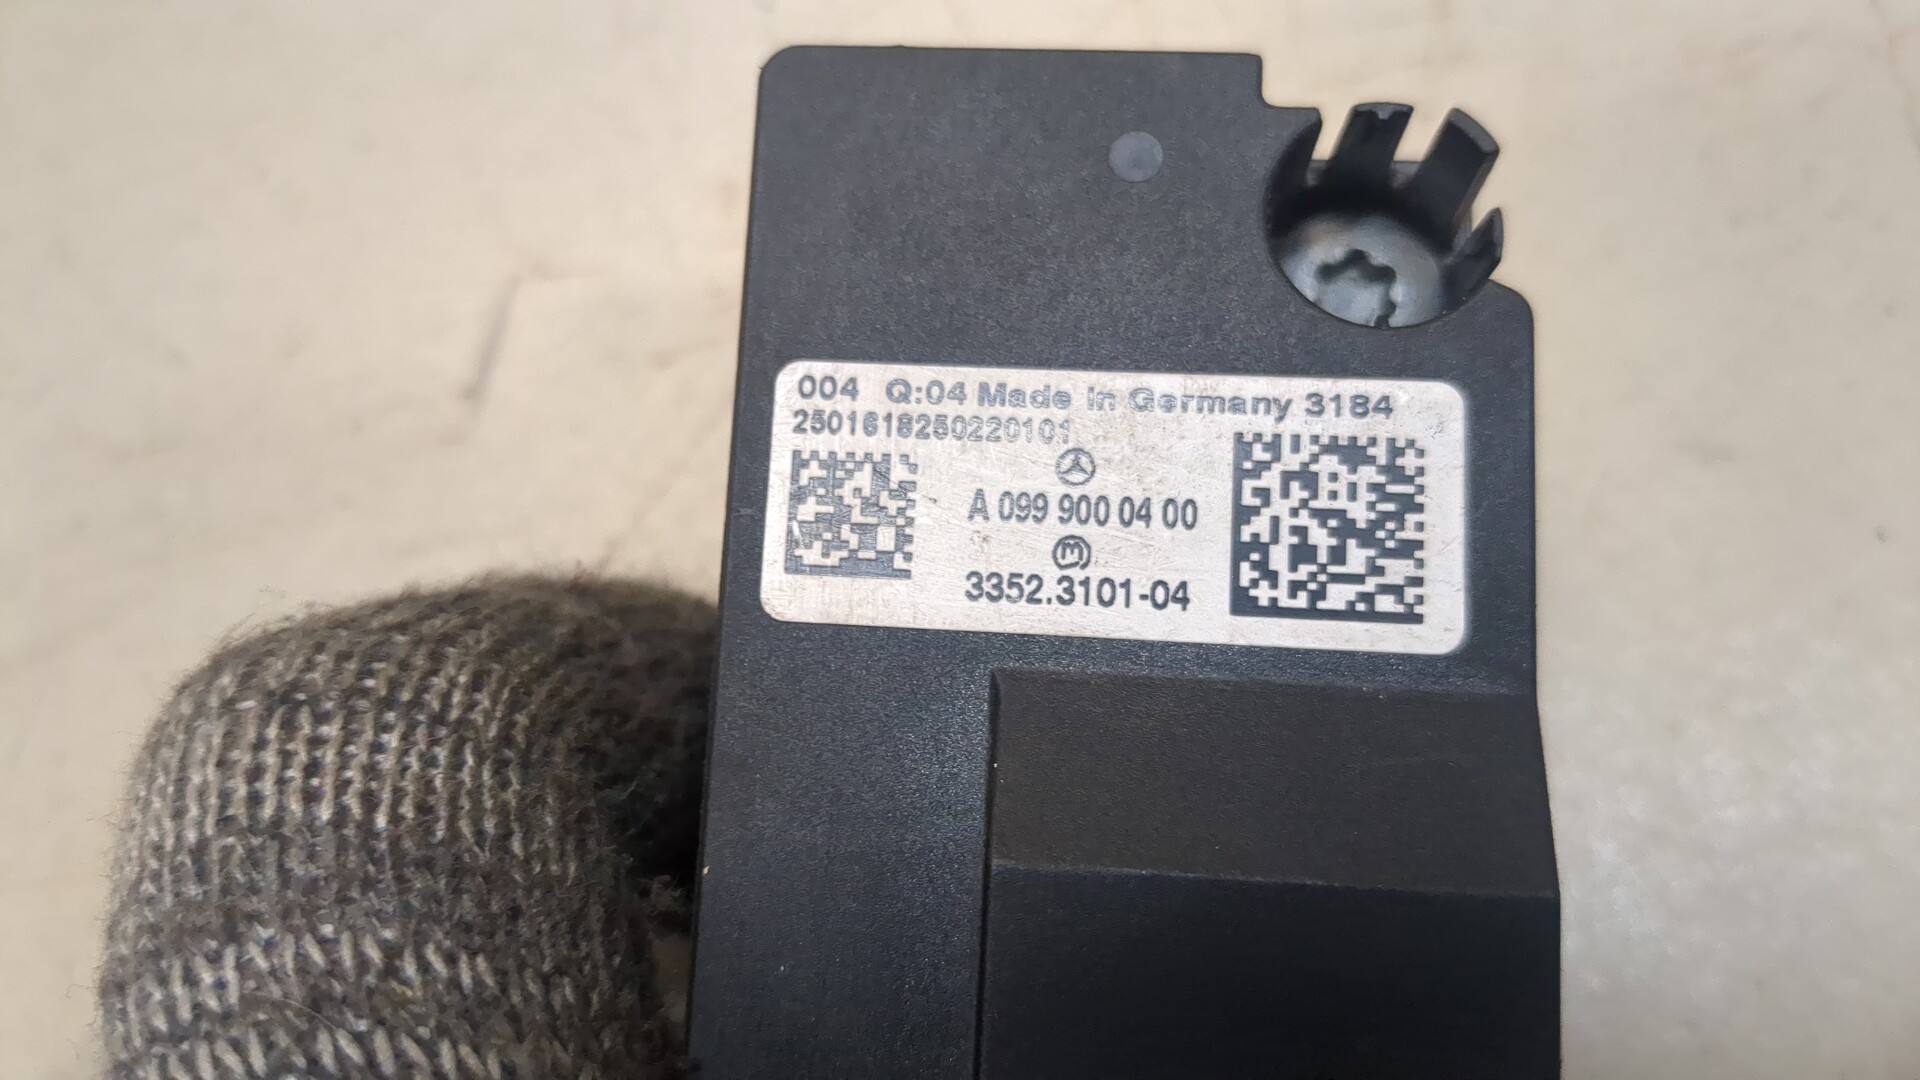 004 Q:04 Made in Germany 3184
2501618250220101
A 099 900 04 00
M
3352.3101-04